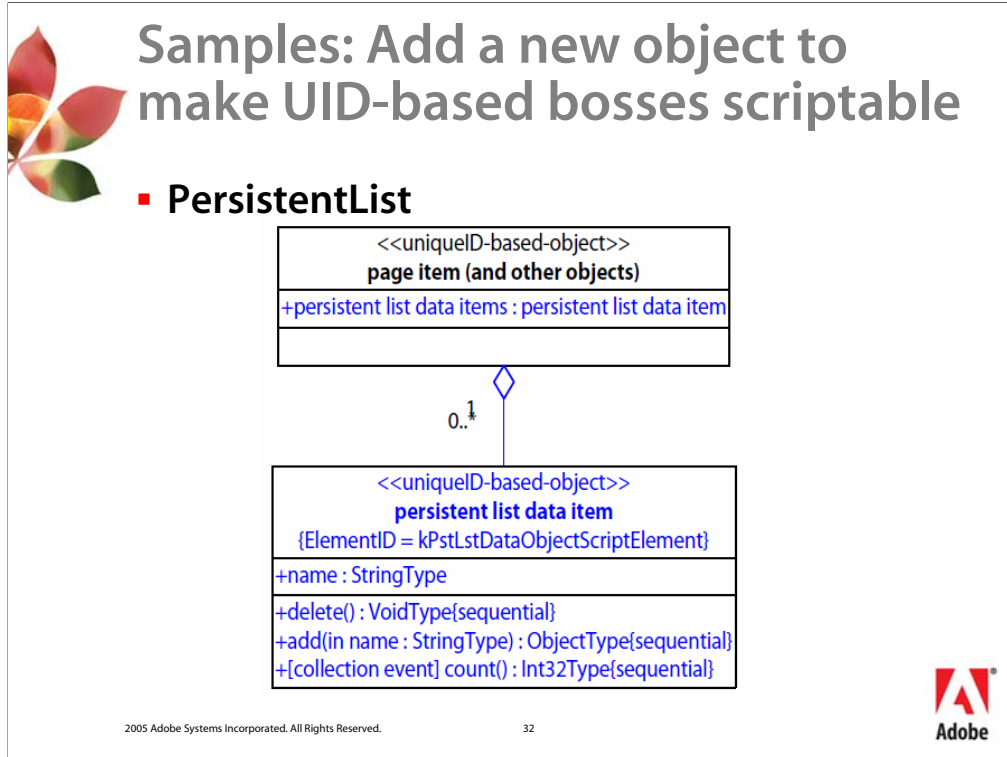 Samples: Add a new object to
make UID-based bosses scriptable
PersistentList
<<uniqueID-based-object>>
page item (and other objects)
+persistent list data items : persistent list data item
1
0..*
<<uniqueID-based-object>>
persistent list data item
{ElementID = kPstLstDataObjectScriptElement}
+name : StringType
+delete() : VoidType{sequential}
+add(in name : StringType) : ObjectType{sequential}
+[collection event] count() : Int32Type{sequential}
2005 Adobe Systems Incorporated. All Rights Reserved.
32
Adobe